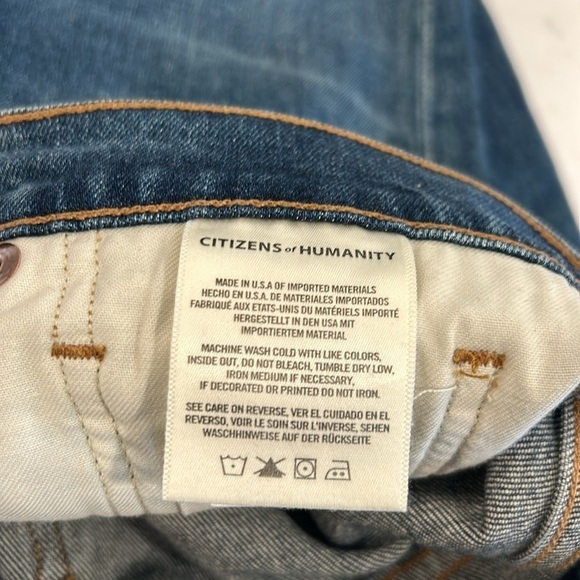 CITIZENS of HUMANITY
MADE IN U.S.A OF IMPORTED MATERIALS
HECHO EN U.S.A. DE MATERIALES IMPORTADOS
FABRIQUÉ AUX ETATS-UNIS DU MATÉRIELS IMPORTÉ
HERGESTELLT IN DEN USA MIT
IMPORTIERTEM MATERIAL
MACHINE WASH COLD WITH LIKE COLORS,
INSIDE OUT, DO NOT BLEACH, TUMBLE DRY LOW,
IRON MEDIUM IF NECESSARY,
IF DECORATED OR PRINTED DO NOT IRON.
SEE CARE ON REVERSE, VER EL CUIDADO EN EL
REVERSO, VOIR LE SOIN SUR L'INVERSE, SEHEN
WASCHHINWEISE AUF DER RÜCKSEITE